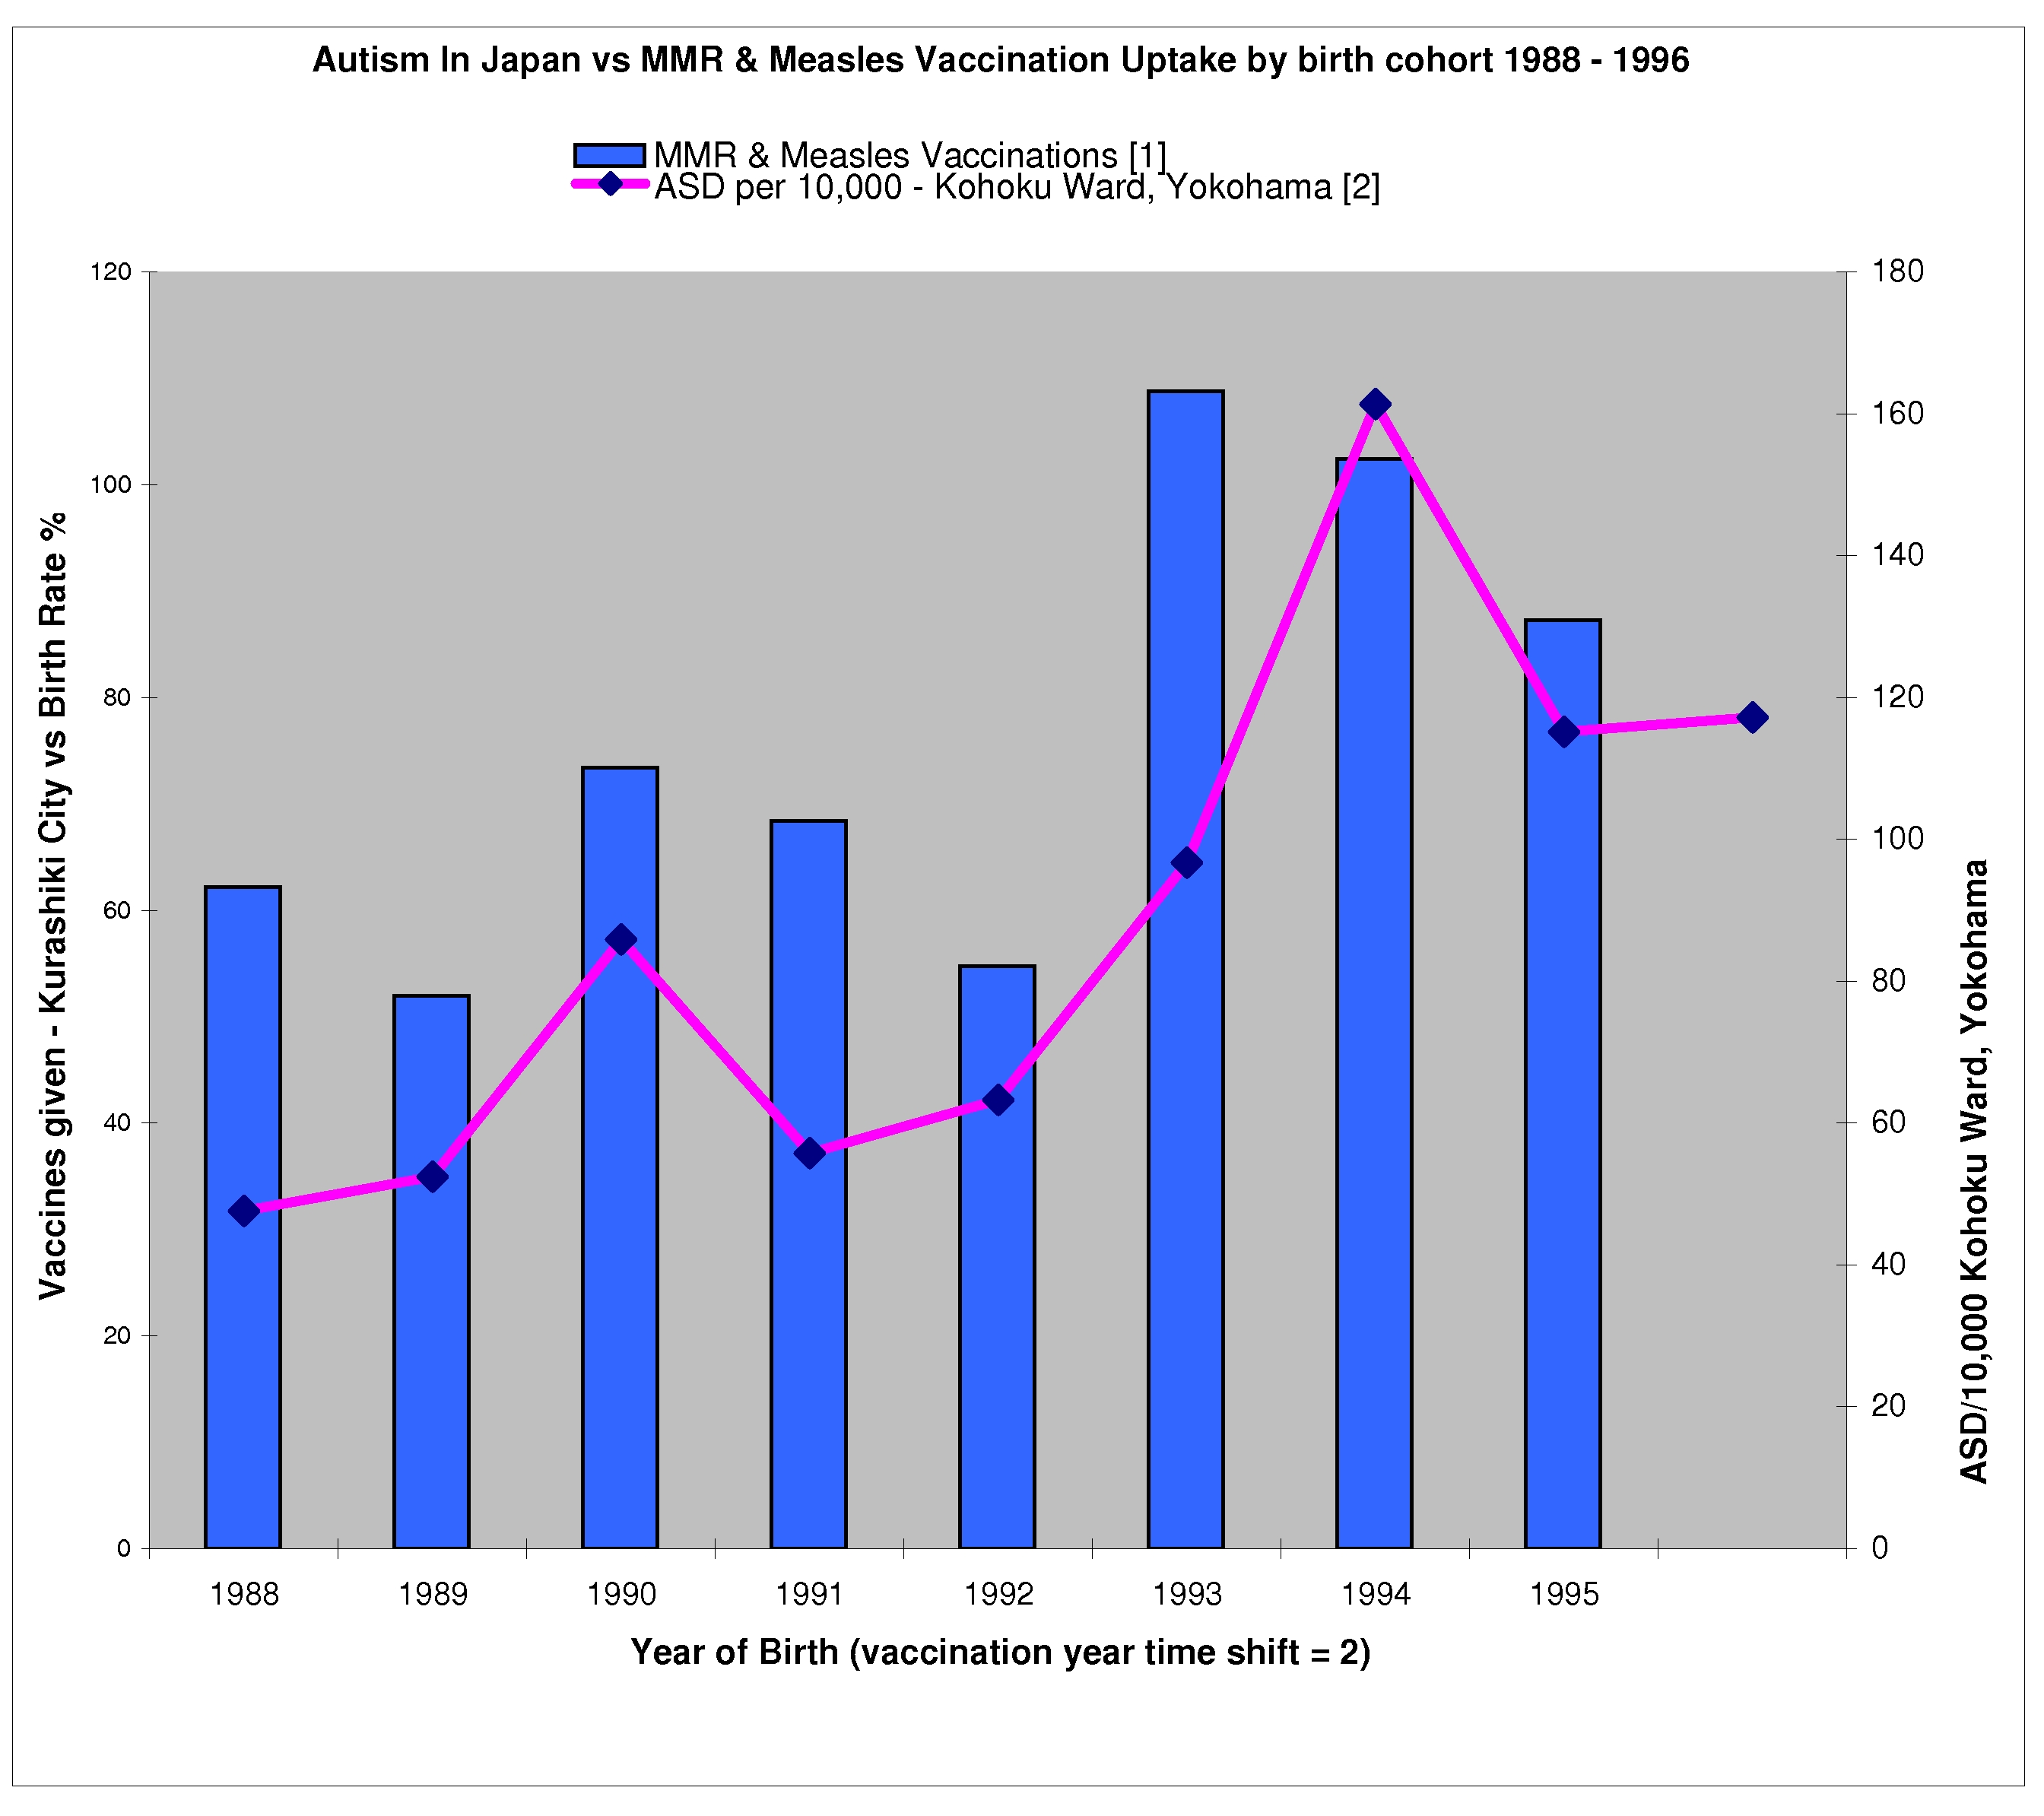 Autism In Japan vs MMR & Measles Vaccination Uptake by birth cohort 1988 - 1996
MMR & Measles Vaccinations [1]
ASD per 10,000 - Kohoku Ward, Yokohama [2]
Vaccines given - Kurashiki City vs Birth Rate %
120
100
80
60
40
20
0
180
160
140
120
100
80
60
40
20
0
ASD/10,000 Kohoku Ward, Yokohama
1988 1989 1990 1991 1992 1993 1994 1995
Year of Birth (vaccination year time shift = 2)